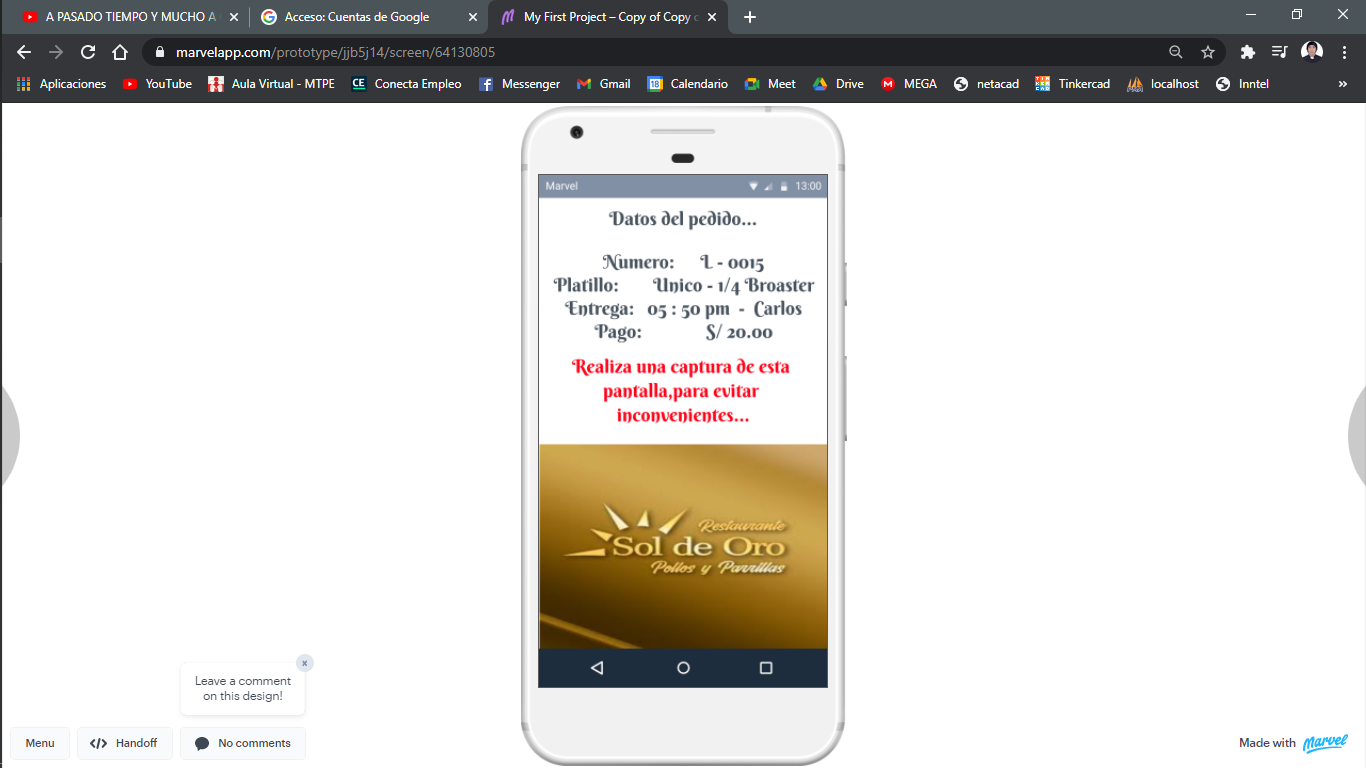 A PASADO TIEMPO Y MUCHO A
Acceso: Cuentas de Google
My First Project – Copy of Copy
marvelapp.com/prototype/jjb5j14/screen/64130805
Aplicaciones YouTube Aula Virtual - MTPE Conecta Empleo Messenger Gmail Calendario Meet Drive MEGA netacad Tinkercad localhost Inntel »
Marvel 13:00
Datos del pedido...
Numero: L - 0015
Platillo: Unico - 1/4 Broaster
Entrega: 05 : 50 pm - Carlos
Pago: S/ 20.00
Realiza una captura de esta
pantalla,para evitar
inconvenientes...
Restaurante
Sol de Oro
Pollos y Parrillas
Leave a comment
on this design!
Menu Handoff No comments
Made with Marvel